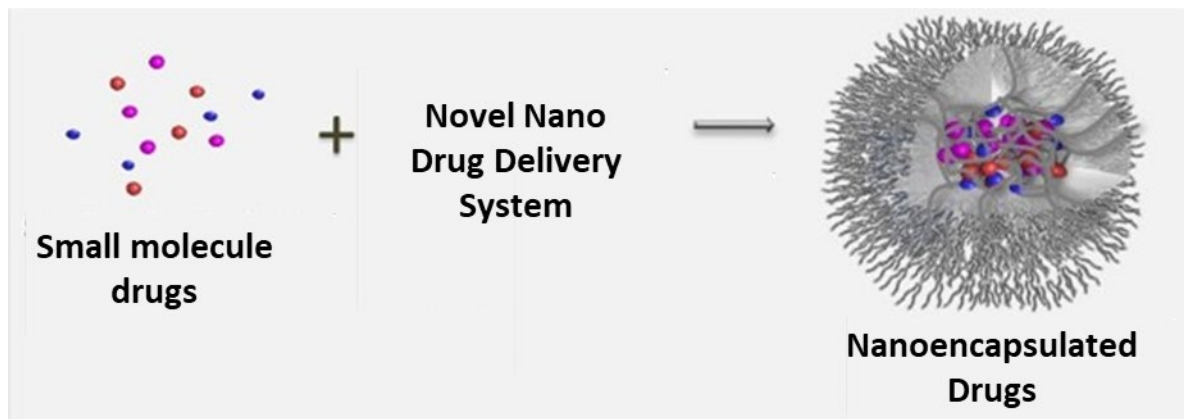 Small molecule
drugs
+
Novel Nano
Drug Delivery
System
Nanoencapsulated
Drugs